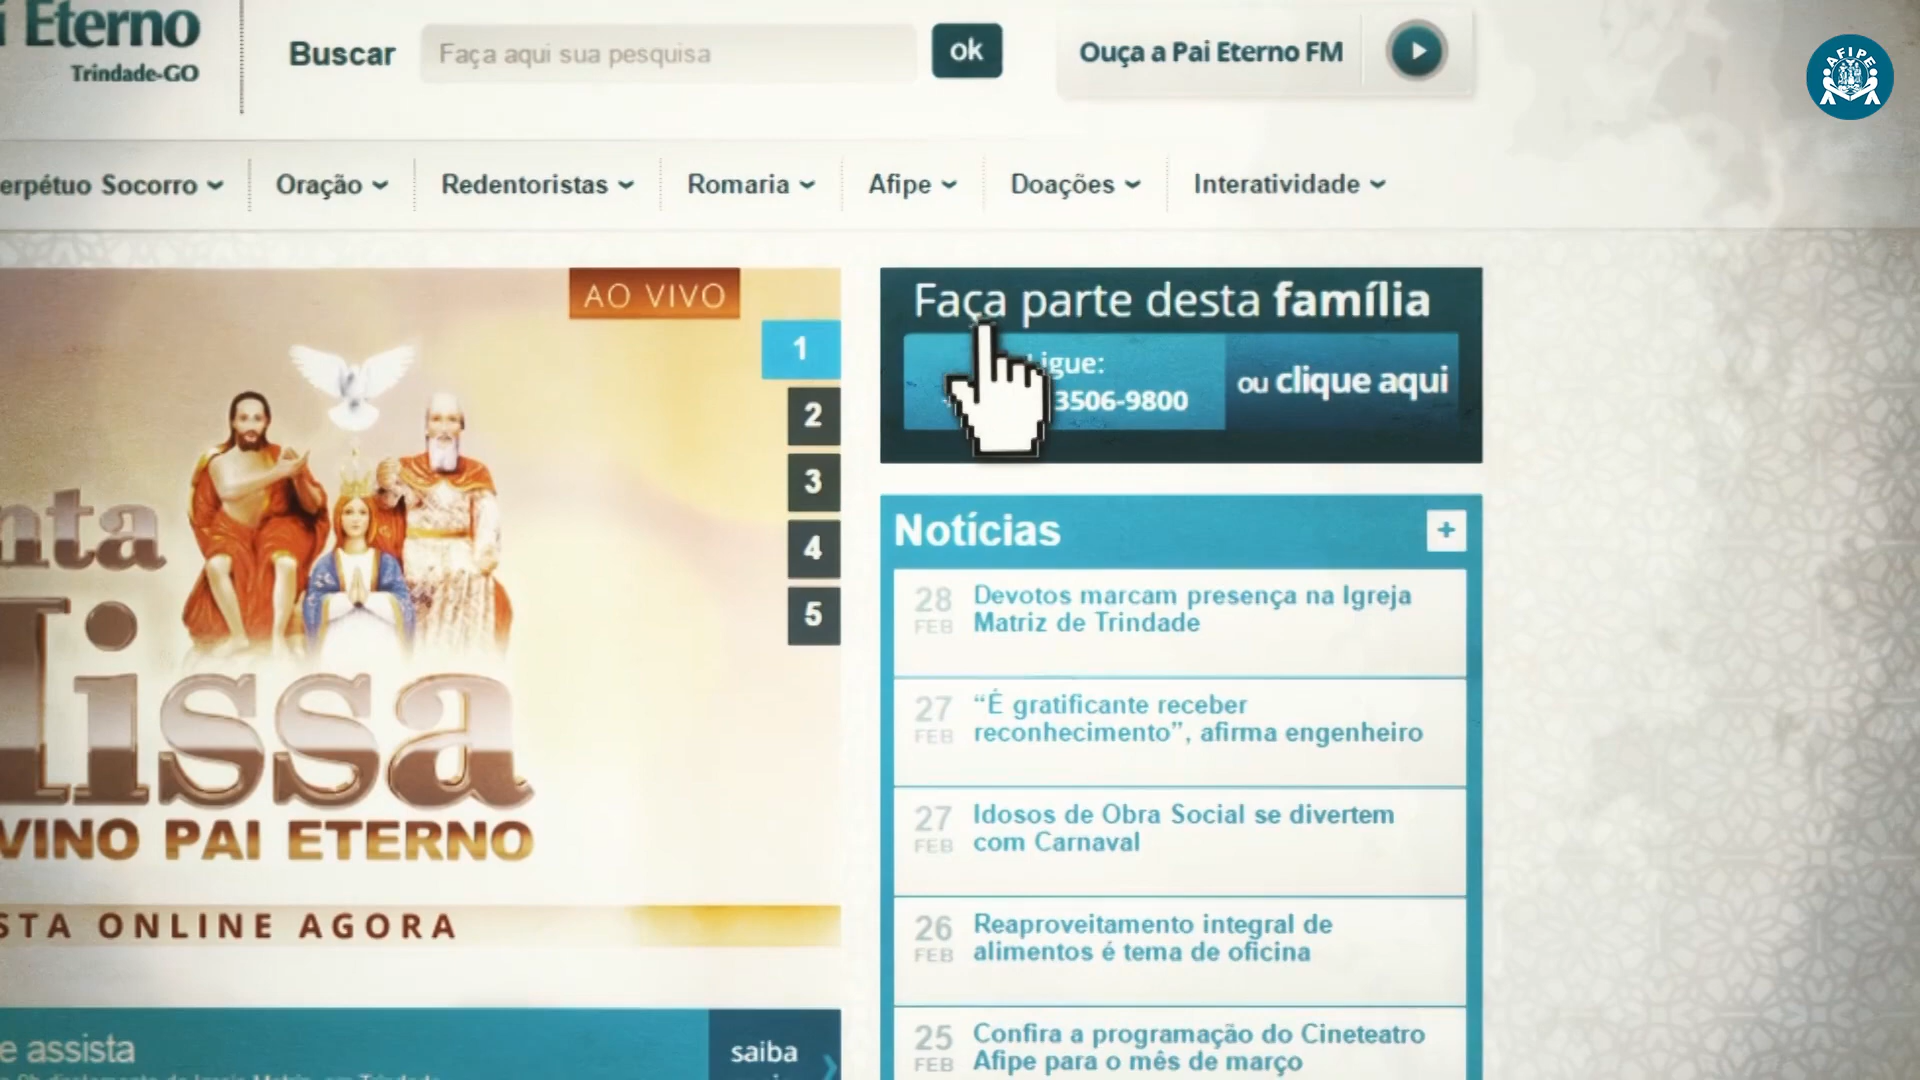 Eterno
Trindade-GO
Buscar
Faça aqui sua pesquisa
ok
Ouça a Pai Eterno FM
AFIPE
erpétuo Socorro
Oração
Redentoristas
Romaria
Afipe
Doações
Interatividade
AO VIVO
1
2
3
4
5
nta
lissa
VINO PAI ETERNO
STA ONLINE AGORA
e assista
saiba
Faça parte desta família
igue:
3506-9800
ou clique aqui
Notícias
+
28 FEB
Devotos marcam presença na Igreja
Matriz de Trindade
27 FEB
“É gratificante receber
reconhecimento”, afirma engenheiro
27 FEB
Idosos de Obra Social se divertem
com Carnaval
26 FEB
Reaproveitamento integral de
alimentos é tema de oficina
25 FEB
Confira a programação do Cineteatro
Afipe para o mês de março